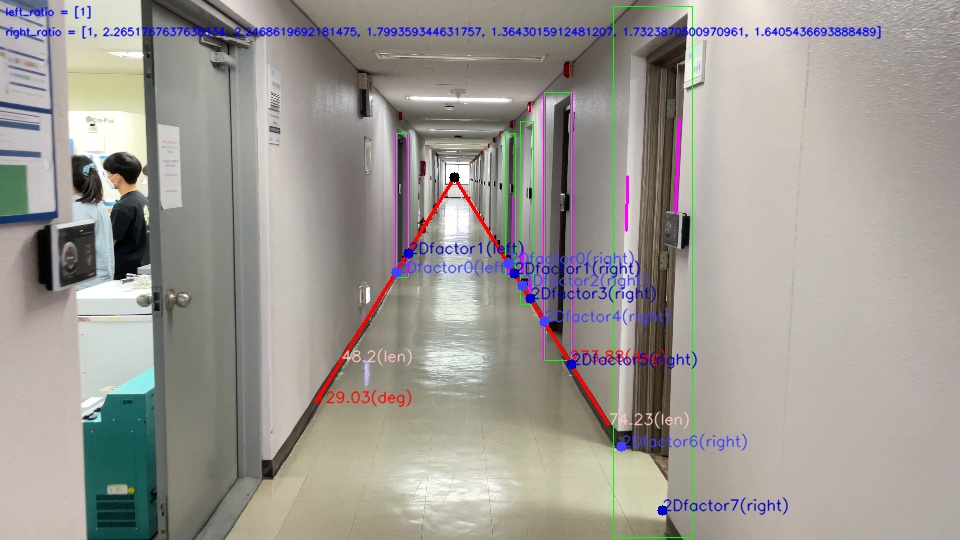 left_ratio = [1]
right_ratio = [1, 2.2651767637638334, 2.2468619692181475, 1.799359344631757, 1.3643015912481207, 1.7323870500970961, 1.6405436693888489]
2Dfactor1(left)
2Dfactor0(left)
2Dfactor0(right)
2Dfactor1(right)
2Dfactor2(right)
2Dfactor3(right)
2Dfactor4(right)
48.2(len)
2Dfactor5(right)
29.03(deg)
74.23(len)
2Dfactor6(right)
2Dfactor7(right)